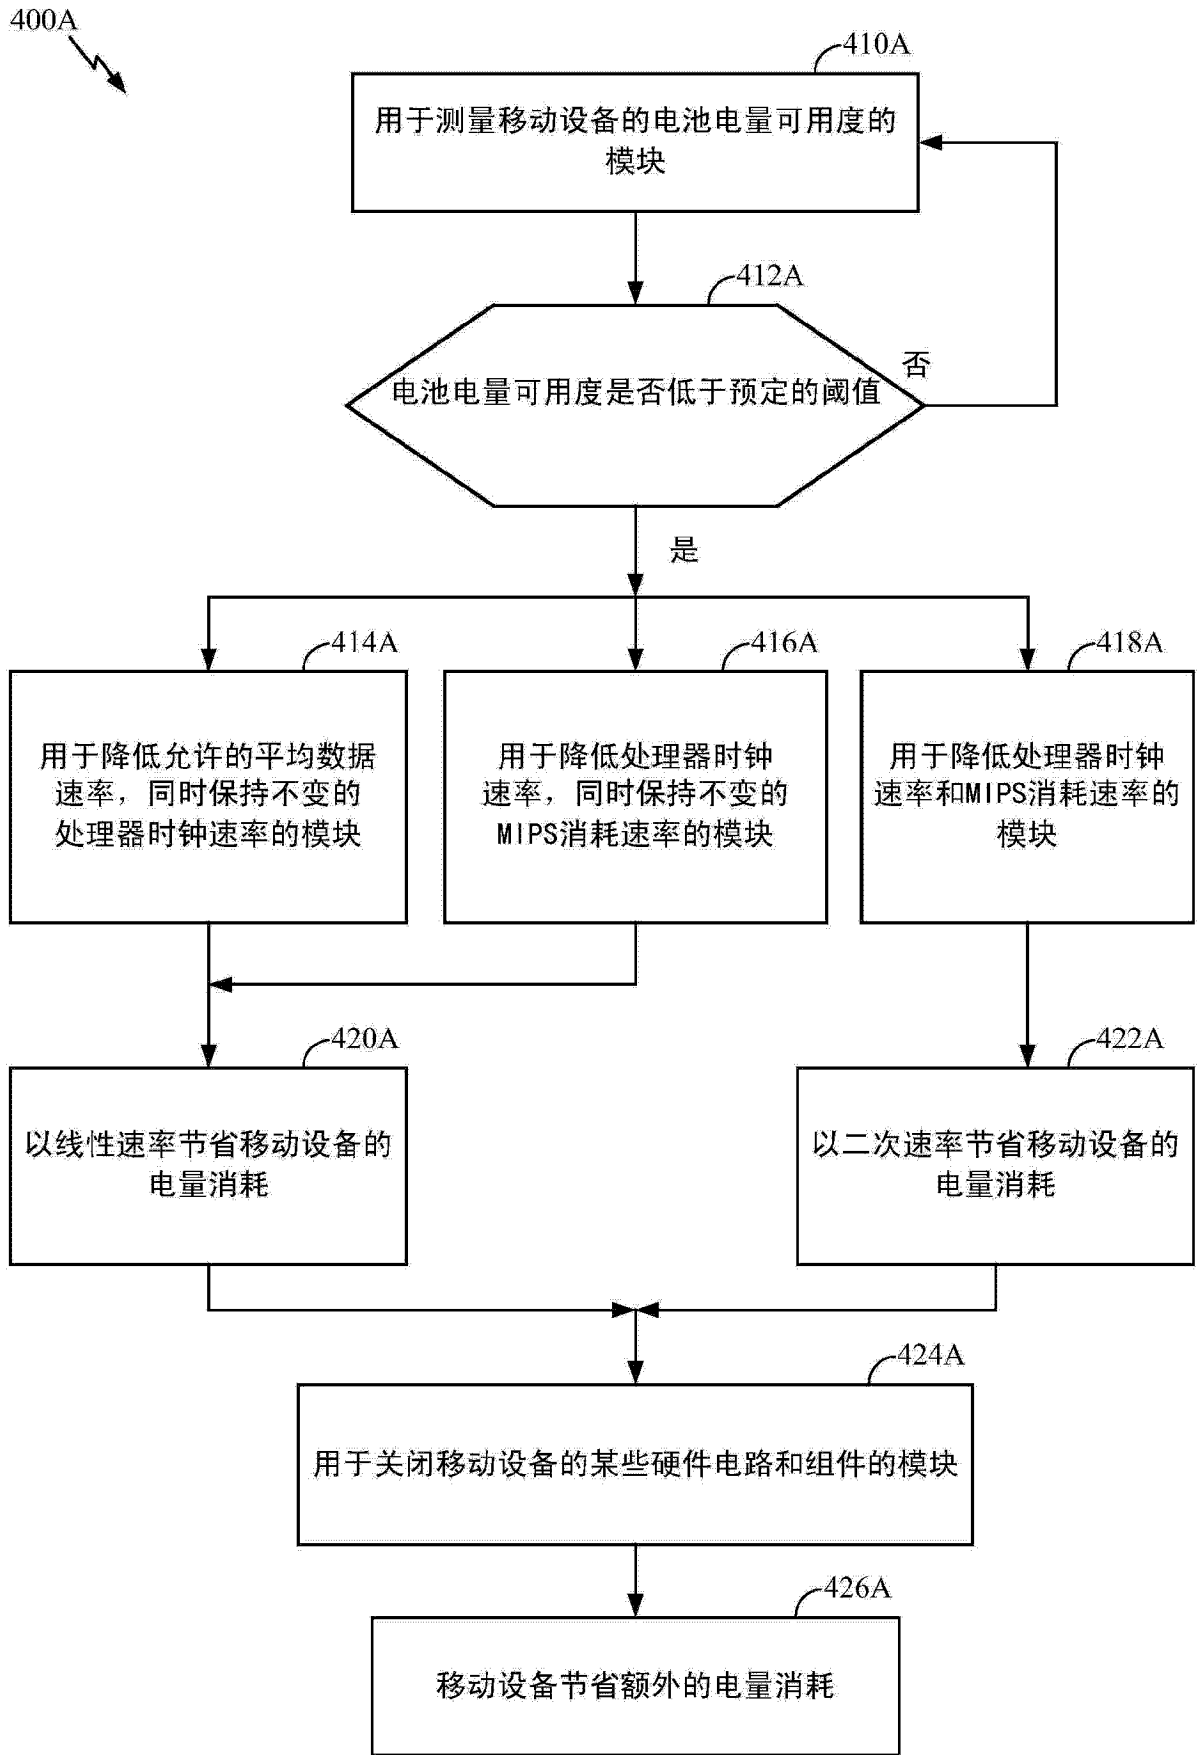 400A
410A
用于测量移动设备的电池电量可用度的
模块
412A
电池电量可用度是否低于预定的阈值
否
是
414A
用于降低允许的平均数据
速率，同时保持不变的
处理器时钟速率的模块
416A
用于降低处理器时钟
速率，同时保持不变的
MIPS消耗速率的模块
418A
用于降低处理器时钟
速率和MIPS消耗速率的
模块
420A
以线性速率节省移动设备的
电量消耗
422A
以二次速率节省移动设备的
电量消耗
424A
用于关闭移动设备的某些硬件电路和组件的模块
426A
移动设备节省额外的电量消耗